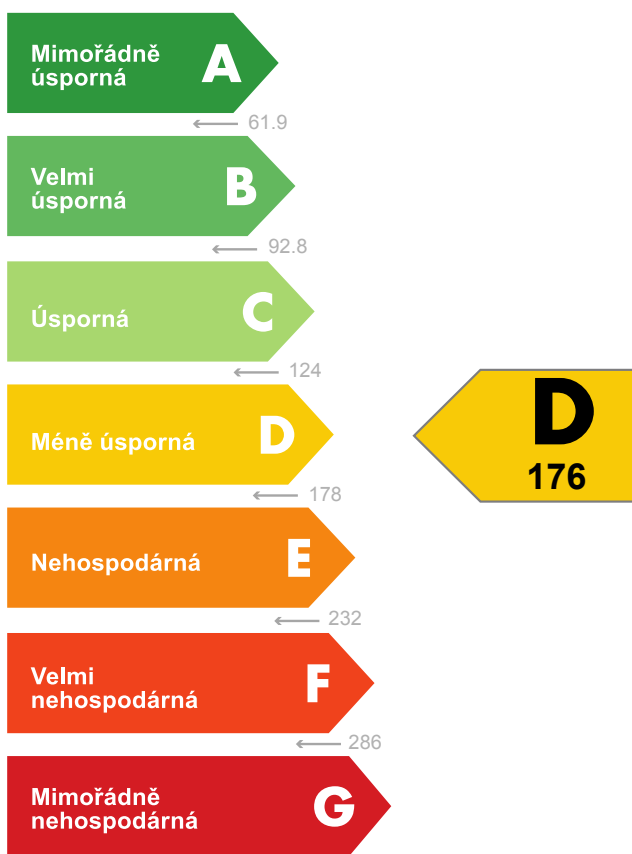 Mimořádně
úsporná
A
← 61.9
Velmi
úsporná
B
← 92.8
Úsporná C
← 124
Méně úsporná D
← 178
D
176
Nehospodárná E
← 232
Velmi
nehospodárná
F
← 286
Mimořádně
nehospodárná
G